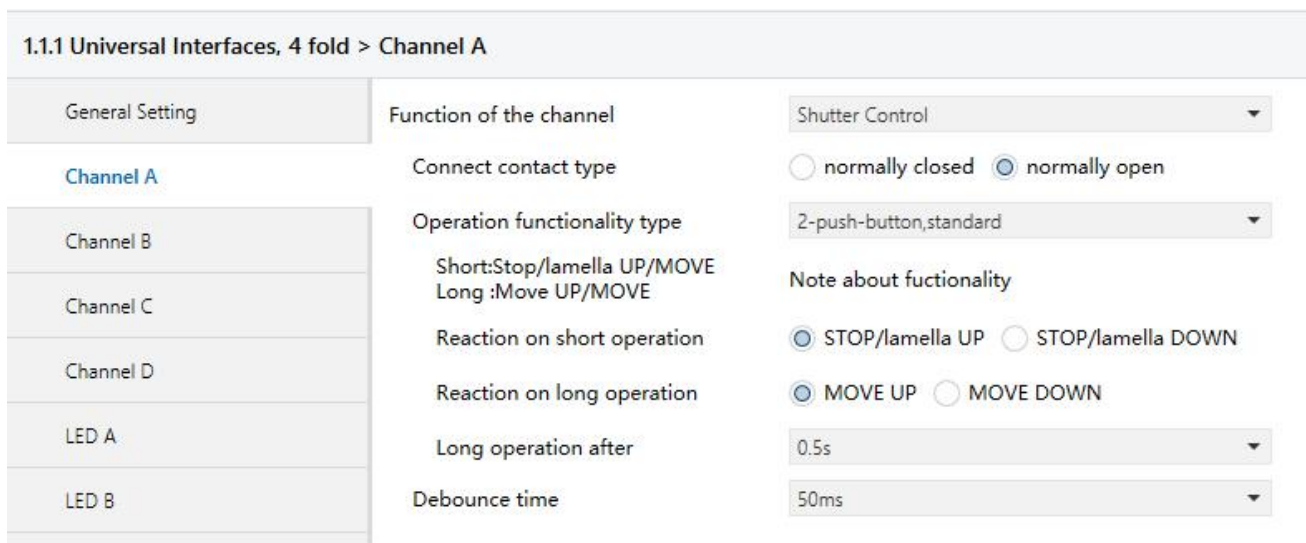 1.1.1 Universal Interfaces, 4 fold > Channel A
General Setting
Channel A
Channel B
Channel C
Channel D
LED A
LED B
Function of the channel
Shutter Control
Connect contact type
normally closed normally open
Operation functionality type
2-push-button,standard
Short:Stop/lamella UP/MOVE
Long :Move UP/MOVE
Note about fuctionality
Reaction on short operation
STOP/lamella UP STOP/lamella DOWN
Reaction on long operation
MOVE UP MOVE DOWN
Long operation after
0.5s
Debounce time
50ms